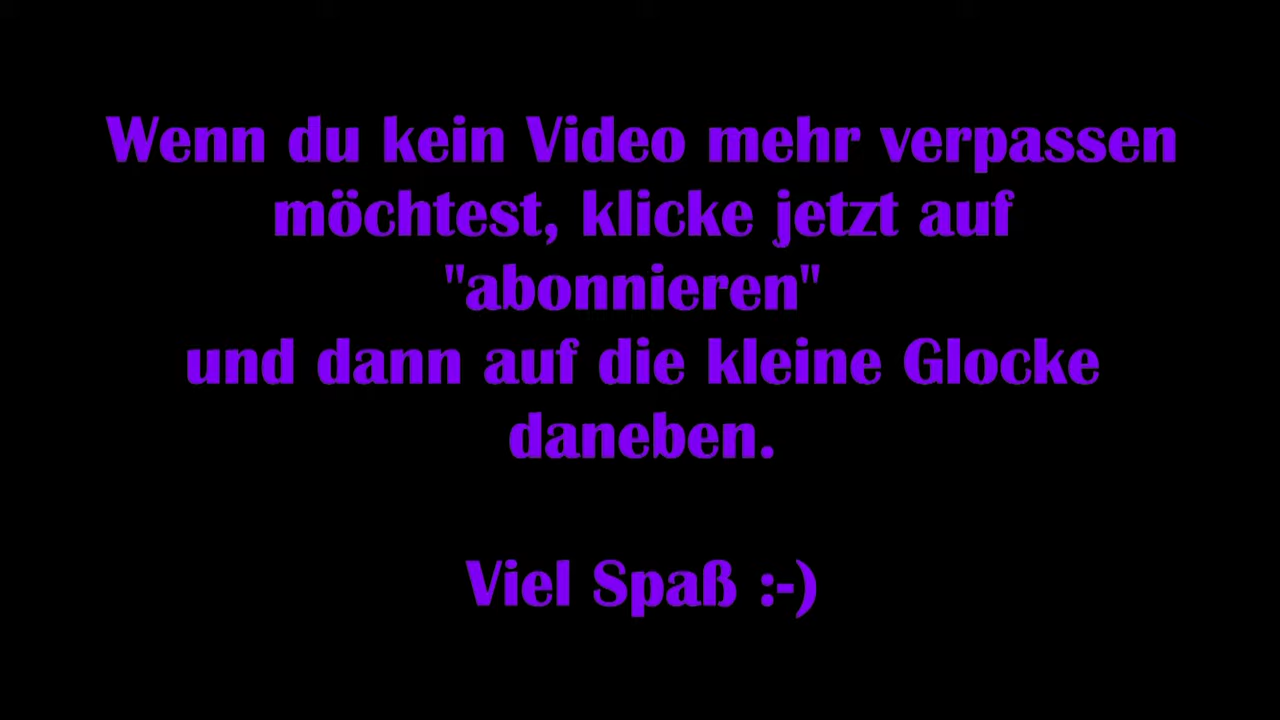 Wenn du kein Video mehr verpassen
möchtest, klicke jetzt auf
"abonnieren"
und dann auf die kleine Glocke
daneben.
Viel Spaß :-)